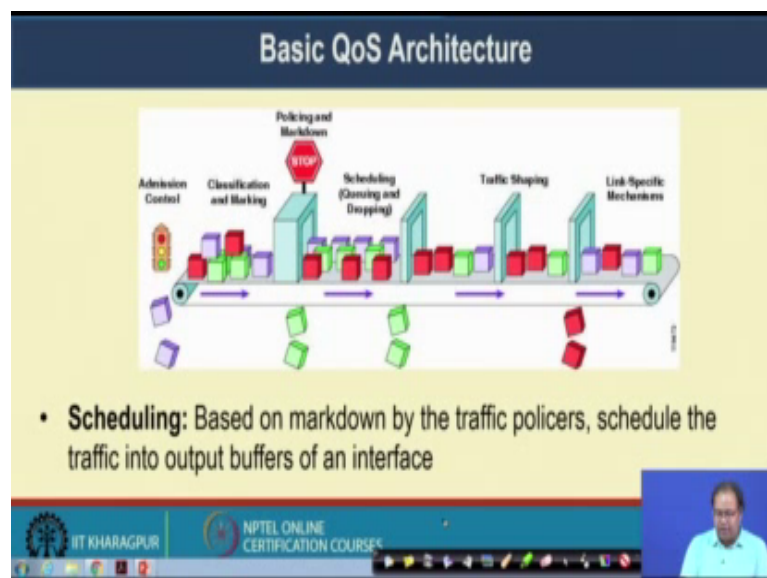 Basic QoS Architecture
Policing and
Markdown
STOP
Admission
Control
Classification
and Marking
Scheduling
(Queuing and
Dropping)
Traffic Shaping
Link-Specific
Mechanisms
• Scheduling: Based on markdown by the traffic policers, schedule the
traffic into output buffers of an interface
IIT KHARAGPUR
NPTEL ONLINE
CERTIFICATION COURSES